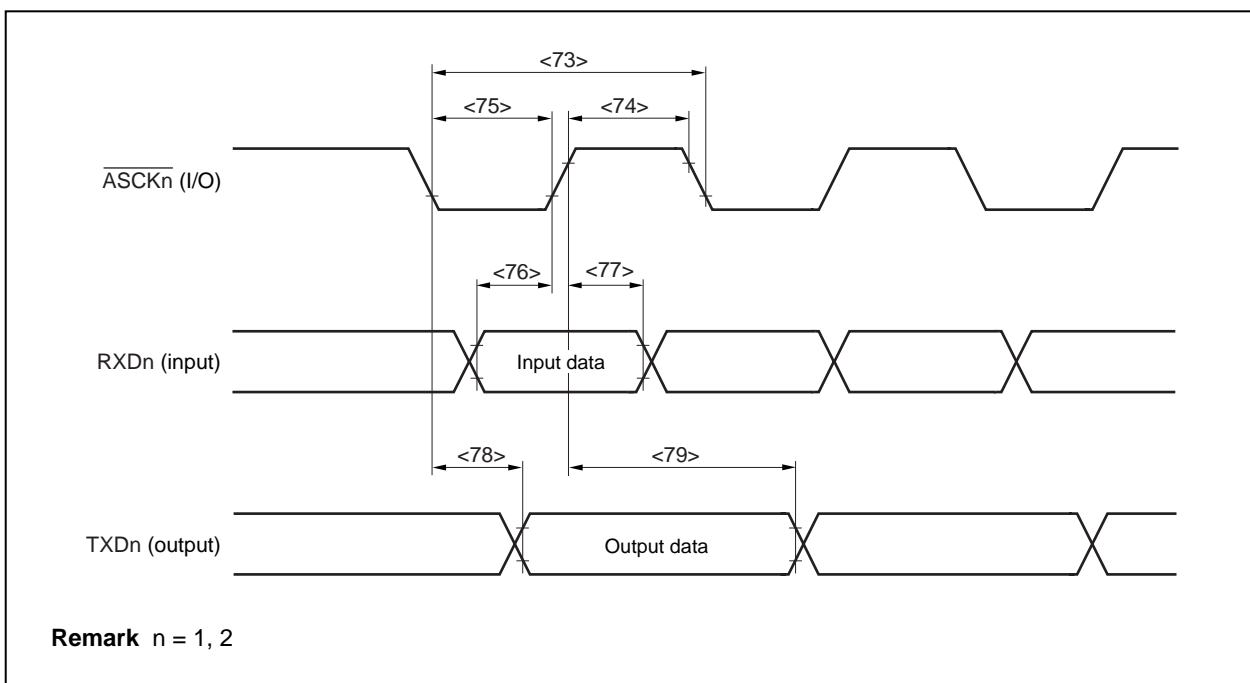 <73>
<75> <74>
ASCKn (I/O)
<76> <77>
RXDn (input) Input data
<78> <79>
TXDn (output) Output data
Remark n = 1, 2